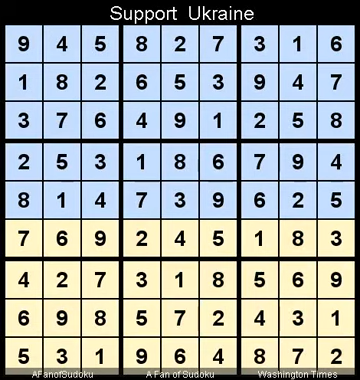 Support Ukraine
9 4 5 8 2 7 3 1 6
1 8 2 6 5 3 9 4 7
3 7 6 4 9 1 2 5 8
2 5 3 1 8 6 7 9 4
8 1 4 7 3 9 6 2 5
7 6 9 2 4 5 1 8 3
4 2 7 3 1 8 5 6 9
6 9 8 5 7 2 4 3 1
5 3 1 9 6 4 8 7 2
AFanofSudoku A Fan of Sudoku Washington Times